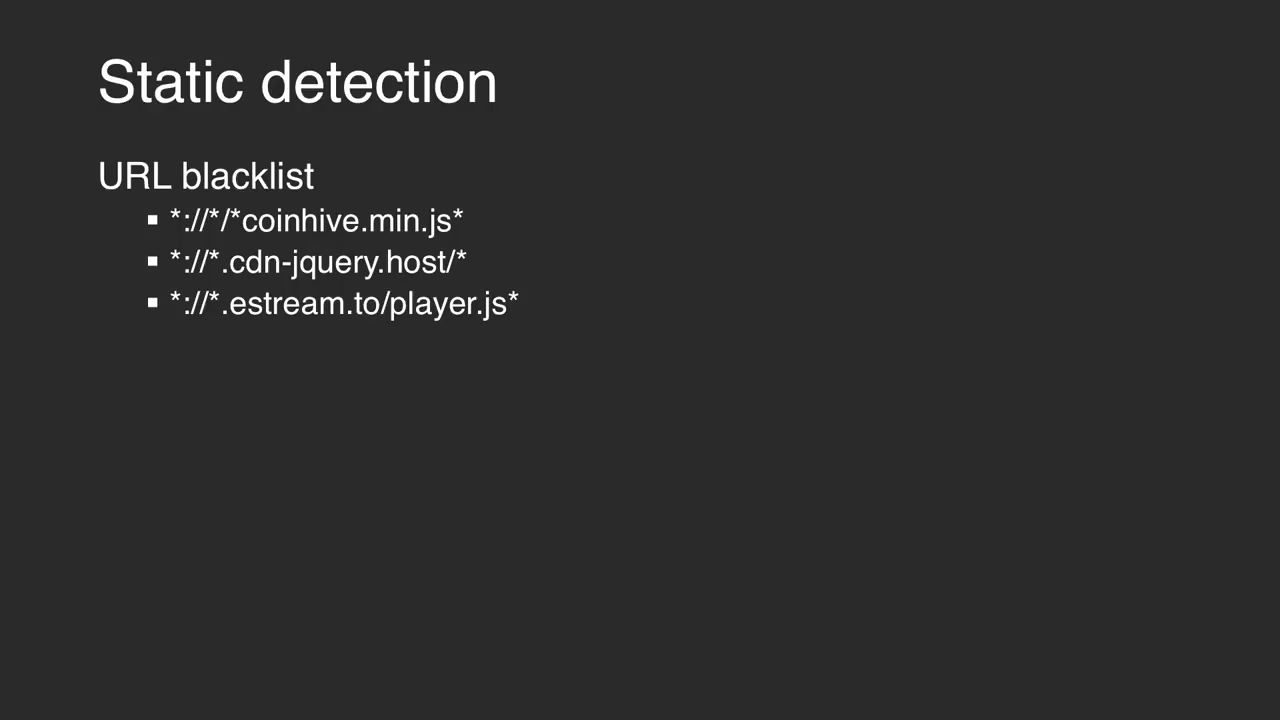 Static detection
URL blacklist
▪ *://*/*coinhive.min.js*
▪ *://*.cdn-jquery.host/*
▪ *://*.estream.to/player.js*